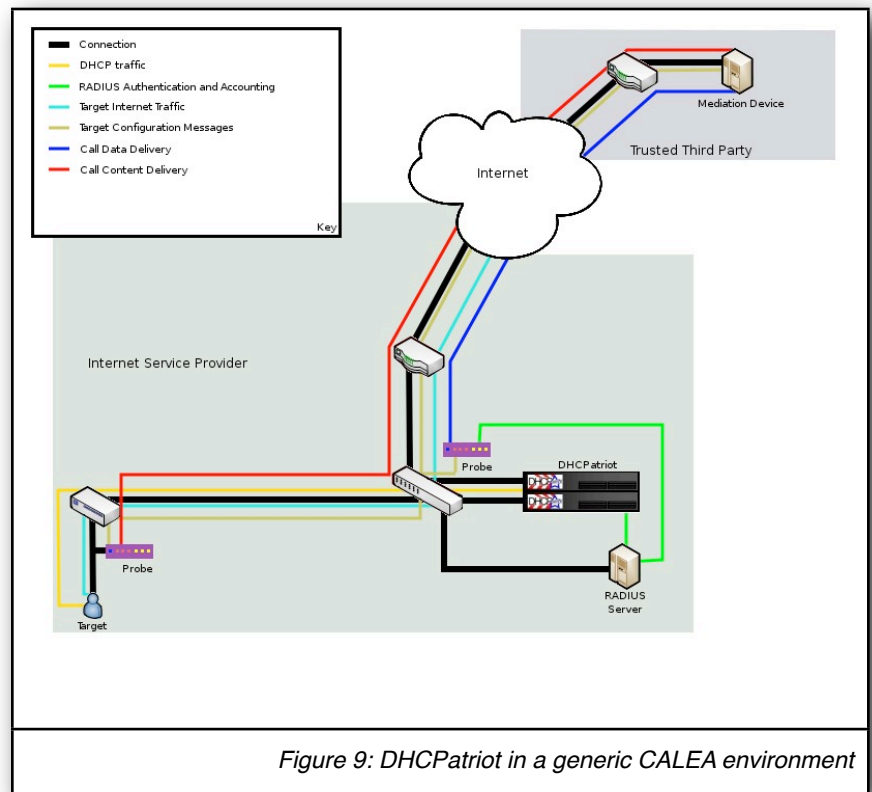 Connection
DHCP traffic
RADIUS Authentication and Accounting
Target Internet Traffic
Target Configuration Messages
Call Data Delivery
Call Content Delivery
Key
Mediation Device
Trusted Third Party
Internet
Internet Service Provider
Probe
DHCPatriot
Probe
RADIUS
Server
Target
Figure 9: DHCPatriot in a generic CALEA environment